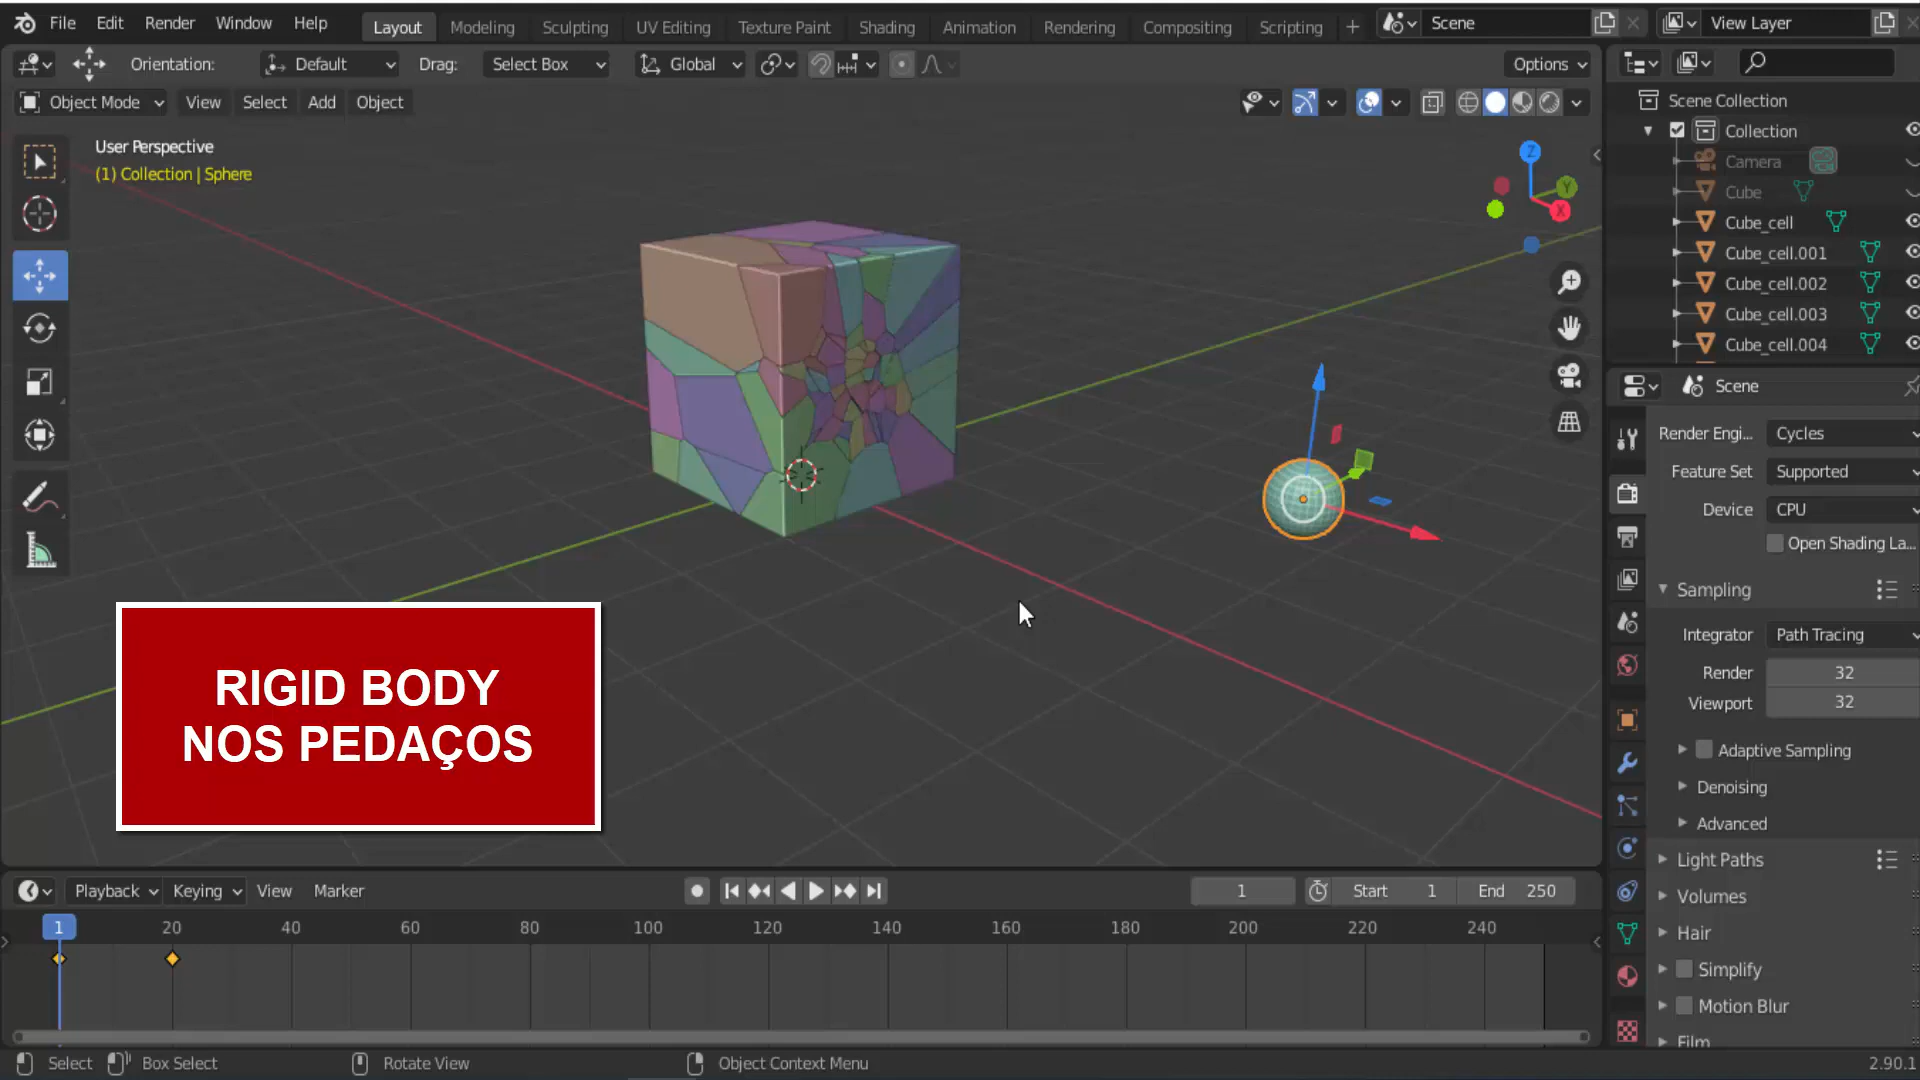 File Edit Render Window Help Layout Modeling Sculpting UV Editing Texture Paint Shading Animation Rendering Compositing Scripting + Scene View Layer
Orientation: Default Drag: Select Box Global Options
Object Mode View Select Add Object
User Perspective
(1) Collection | Sphere
Z
Y
X
Scene Collection
Collection
Camera
Cube
Cube_cell
Cube_cell.001
Cube_cell.002
Cube_cell.003
Cube_cell.004
Scene
Render Engi... Cycles
Feature Set Supported
Device CPU
Open Shading La...
Sampling
Integrator Path Tracing
Render 32
Viewport 32
Adaptive Sampling
Denoising
Advanced
Light Paths
Volumes
Hair
Simplify
Motion Blur
Film
RIGID BODY
NOS PEDAÇOS
Playback Keying View Marker 1 Start 1 End 250
1 20 40 60 80 100 120 140 160 180 200 220 240
Select Box Select Rotate View Object Context Menu 2.90.1